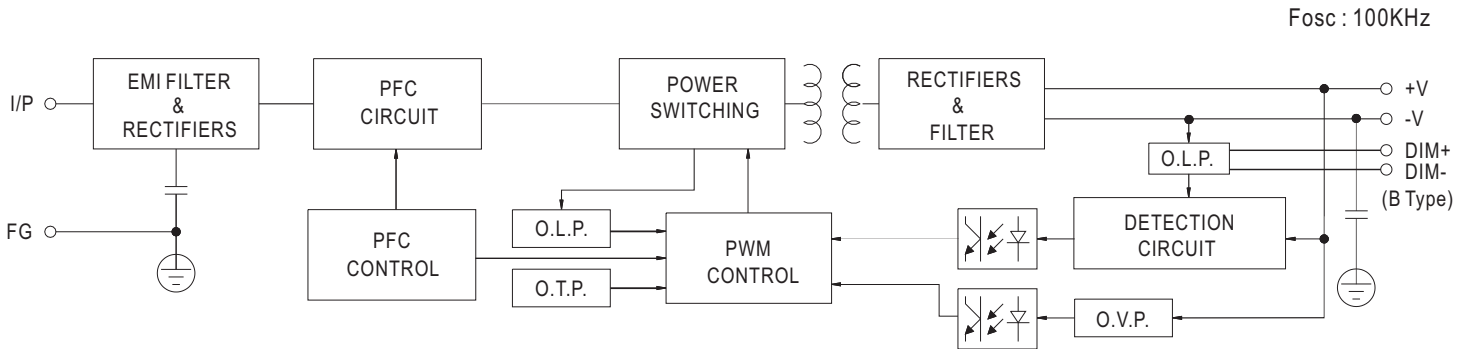 Fosc : 100KHz
I/P
EMI FILTER
&
RECTIFIERS
PFC
CIRCUIT
POWER
SWITCHING
RECTIFIERS
&
FILTER
+V
-V
O.L.P.
DIM+
DIM-
(B Type)
FG
PFC
CONTROL
O.L.P.
O.T.P.
PWM
CONTROL
DETECTION
CIRCUIT
O.V.P.